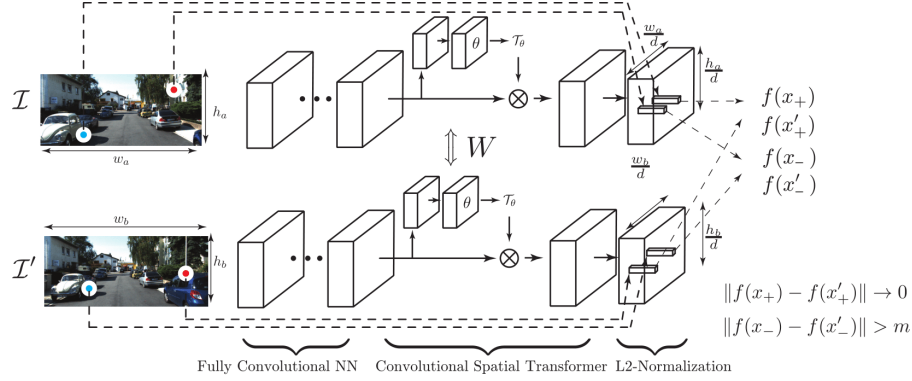 w_a/d
θ
𝒯_θ
h_a/d
ℐ
h_a
⊗
f(x_+)
f(x'_+)
w_a
W
f(x_−)
w_b/d
f(x'_−)
w_b
θ
𝒯_θ
h_b/d
ℐ'
h_b
⊗
‖f(x_+) − f(x'_+)‖ → 0
‖f(x_−) − f(x'_−)‖ > m
Fully Convolutional NN Convolutional Spatial Transformer L2-Normalization